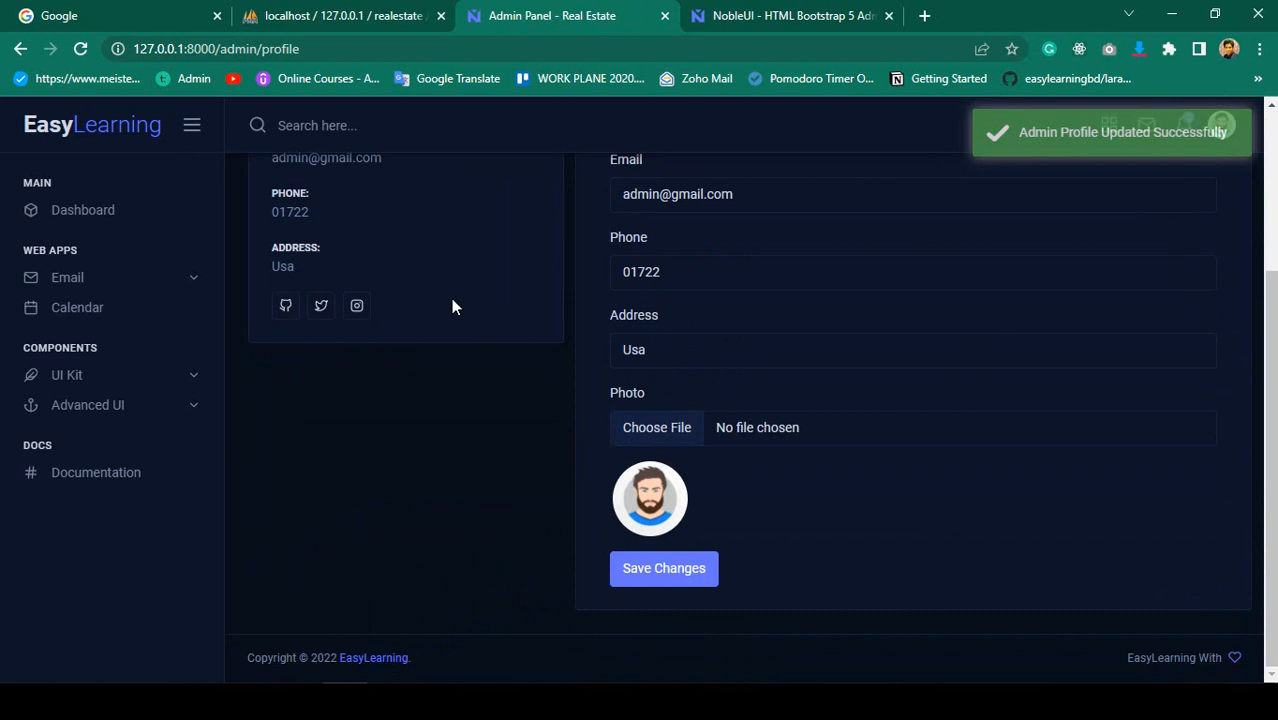 Google
localhost / 127.0.0.1 / realestate
Admin Panel - Real Estate
NobleUI - HTML Bootstrap 5 Adm
127.0.0.1:8000/admin/profile
https://www.meiste...
Admin
Online Courses - A...
Google Translate
WORK PLANE 2020....
Zoho Mail
Pomodoro Timer O...
Getting Started
easylearningbd/lara...
EasyLearning
Search here...
Admin Profile Updated Successfully
MAIN
Dashboard
WEB APPS
Email
Calendar
COMPONENTS
UI Kit
Advanced UI
DOCS
Documentation
admin@gmail.com
PHONE:
01722
ADDRESS:
Usa
Email
admin@gmail.com
Phone
01722
Address
Usa
Photo
Choose File No file chosen
Save Changes
Copyright © 2022 EasyLearning.
EasyLearning With